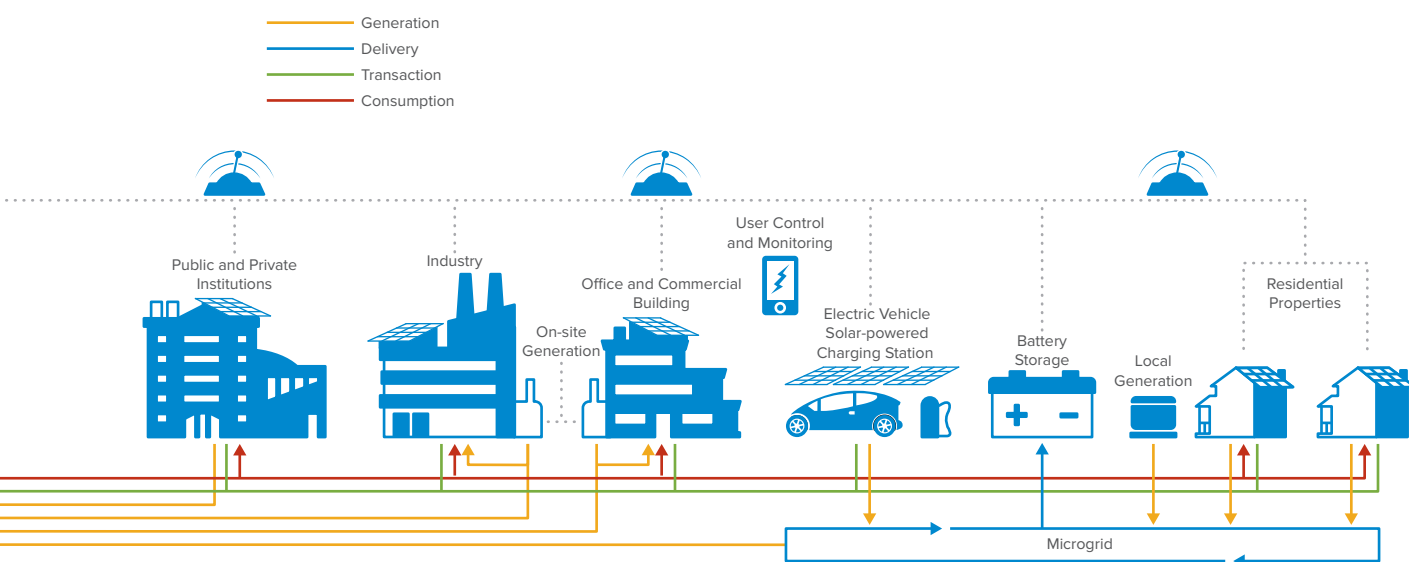 Generation
Delivery
Transaction
Consumption
User Control
and Monitoring
Public and Private
Institutions
Industry
Office and Commercial
Building
On-site
Generation
Electric Vehicle
Solar-powered
Charging Station
Battery
Storage
Local
Generation
Residential
Properties
Microgrid